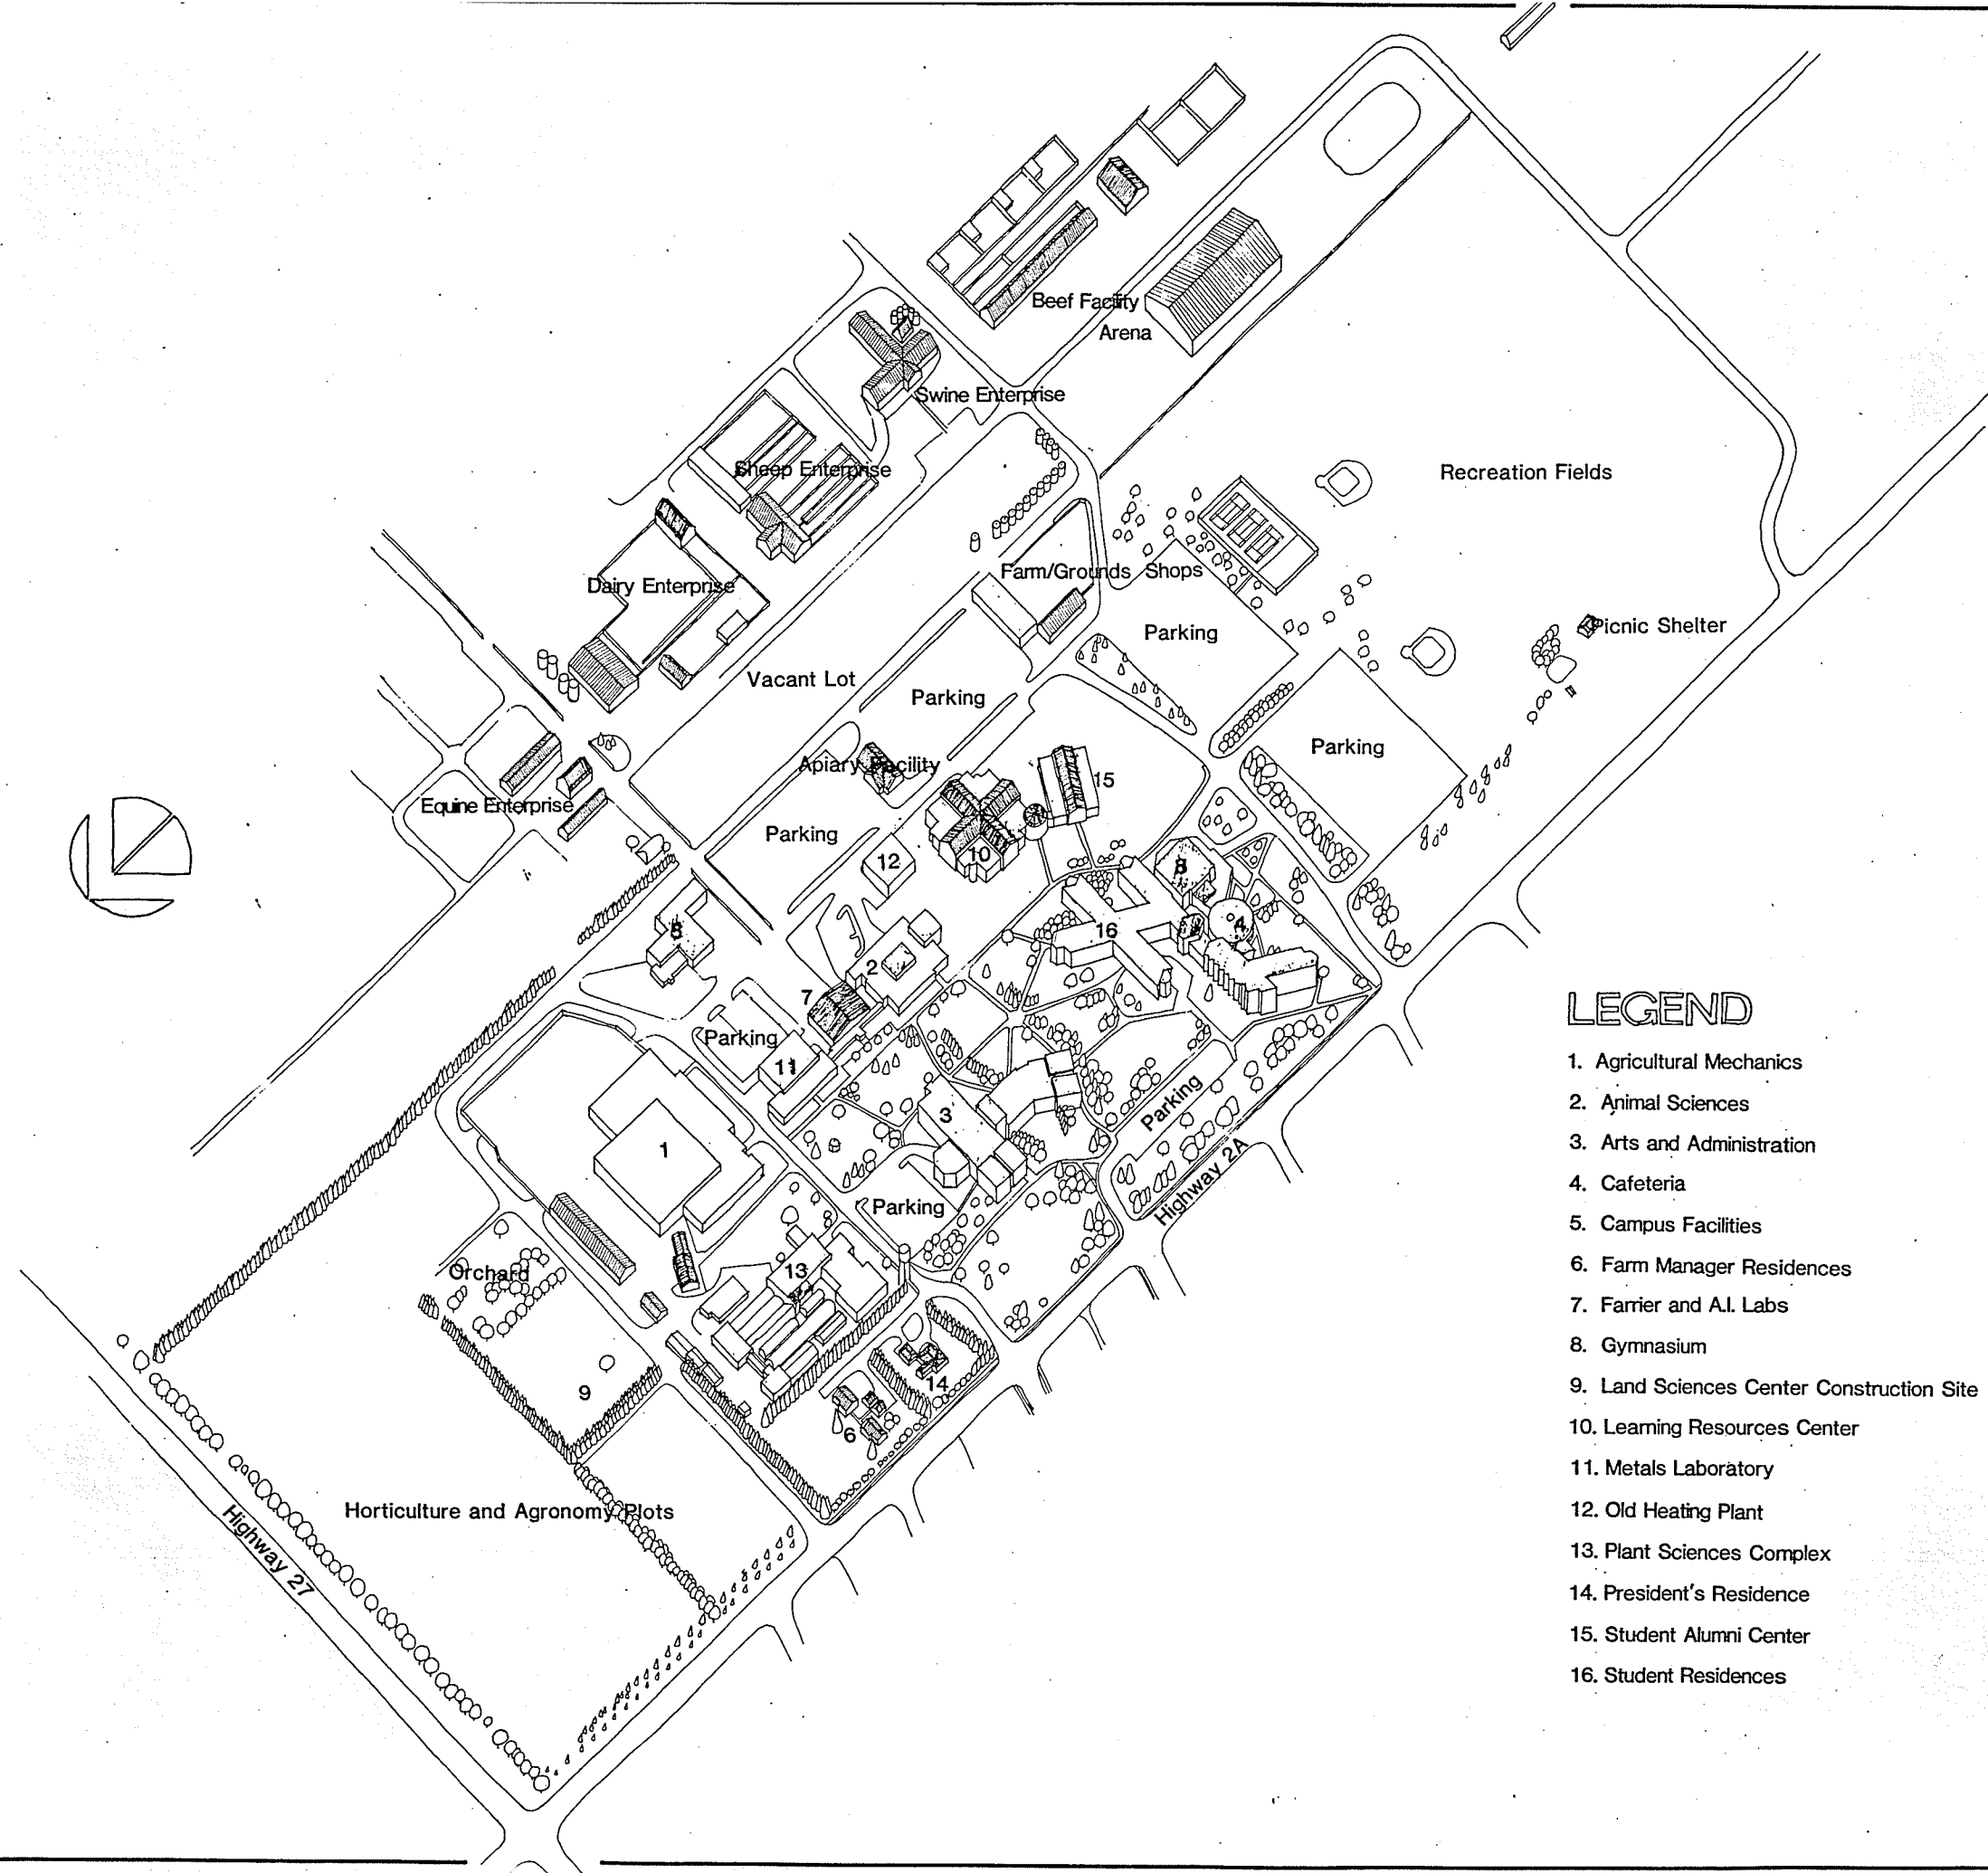 Beef Facility
Arena
Swine Enterprise
Sheep Enterprise
Recreation Fields
Dairy Enterprise
Farm/Grounds Shops
Picnic Shelter
Parking
Vacant Lot
Parking
Parking
Apiary Facility
15
Equine Enterprise
Parking
12
10
8
16
4
5
2
7
Parking
11
3
Parking
1
Highway 2A
Parking
Orchard
13
14
9
6
Horticulture and Agronomy Plots
Highway 27
LEGEND
1. Agricultural Mechanics
2. Animal Sciences
3. Arts and Administration
4. Cafeteria
5. Campus Facilities
6. Farm Manager Residences
7. Farrier and A.I. Labs
8. Gymnasium
9. Land Sciences Center Construction Site
10. Learning Resources Center
11. Metals Laboratory
12. Old Heating Plant
13. Plant Sciences Complex
14. President's Residence
15. Student Alumni Center
16. Student Residences